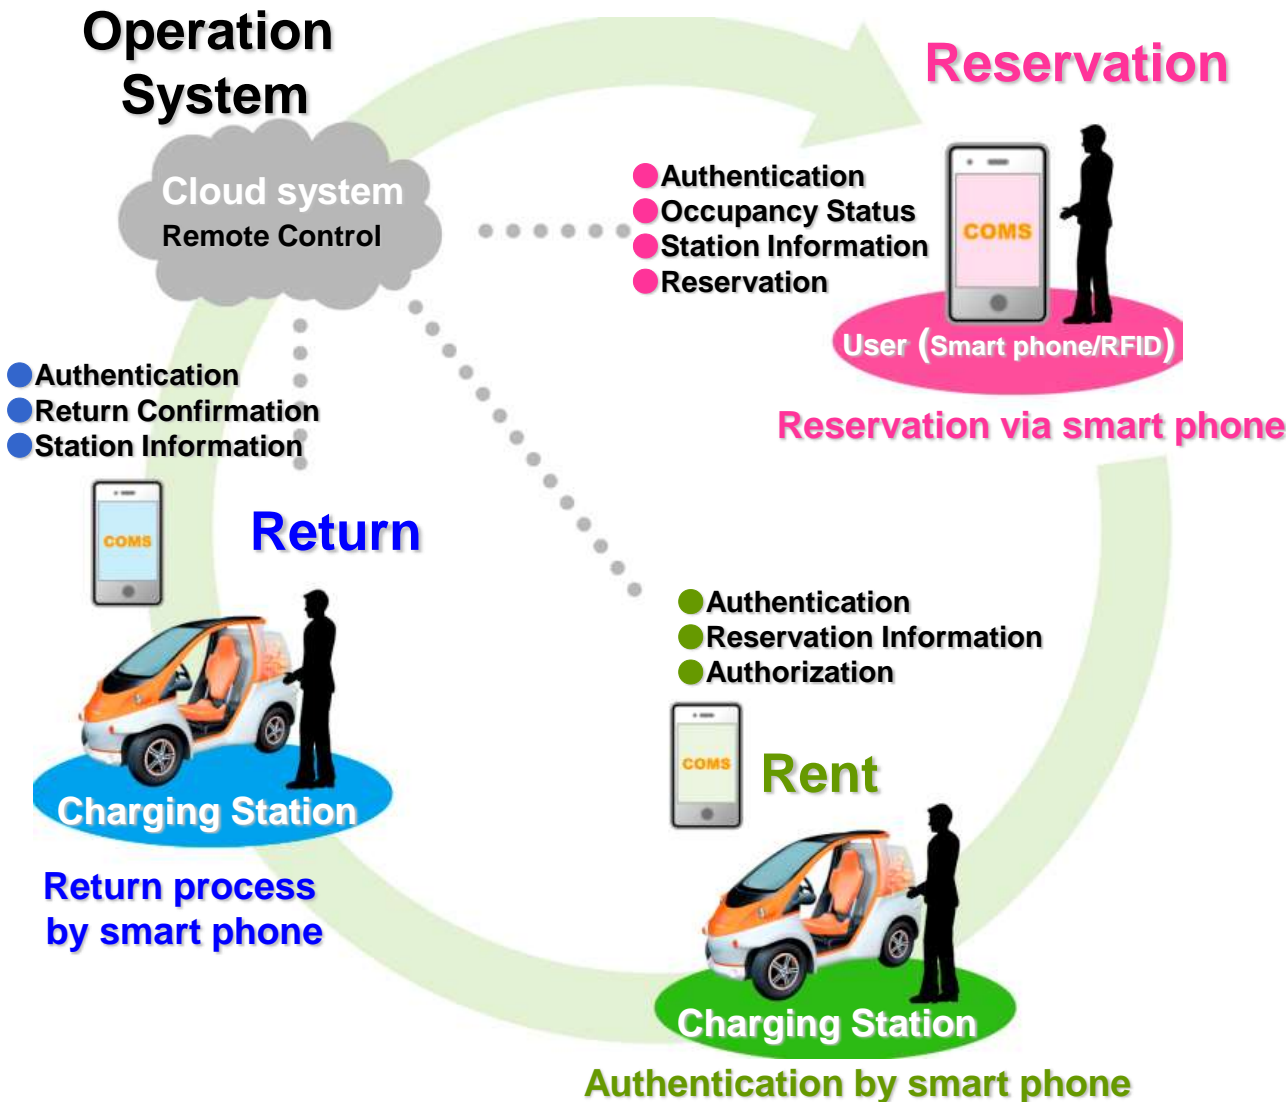 Operation
System
Cloud system
Remote Control
Reservation
●Authentication
●Occupancy Status
●Station Information
●Reservation
COMS
User (Smart phone/RFID)
Reservation via smart phone
●Authentication
●Return Confirmation
●Station Information
COMS
Return
Charging Station
Return process
by smart phone
●Authentication
●Reservation Information
●Authorization
COMS
Rent
Charging Station
Authentication by smart phone